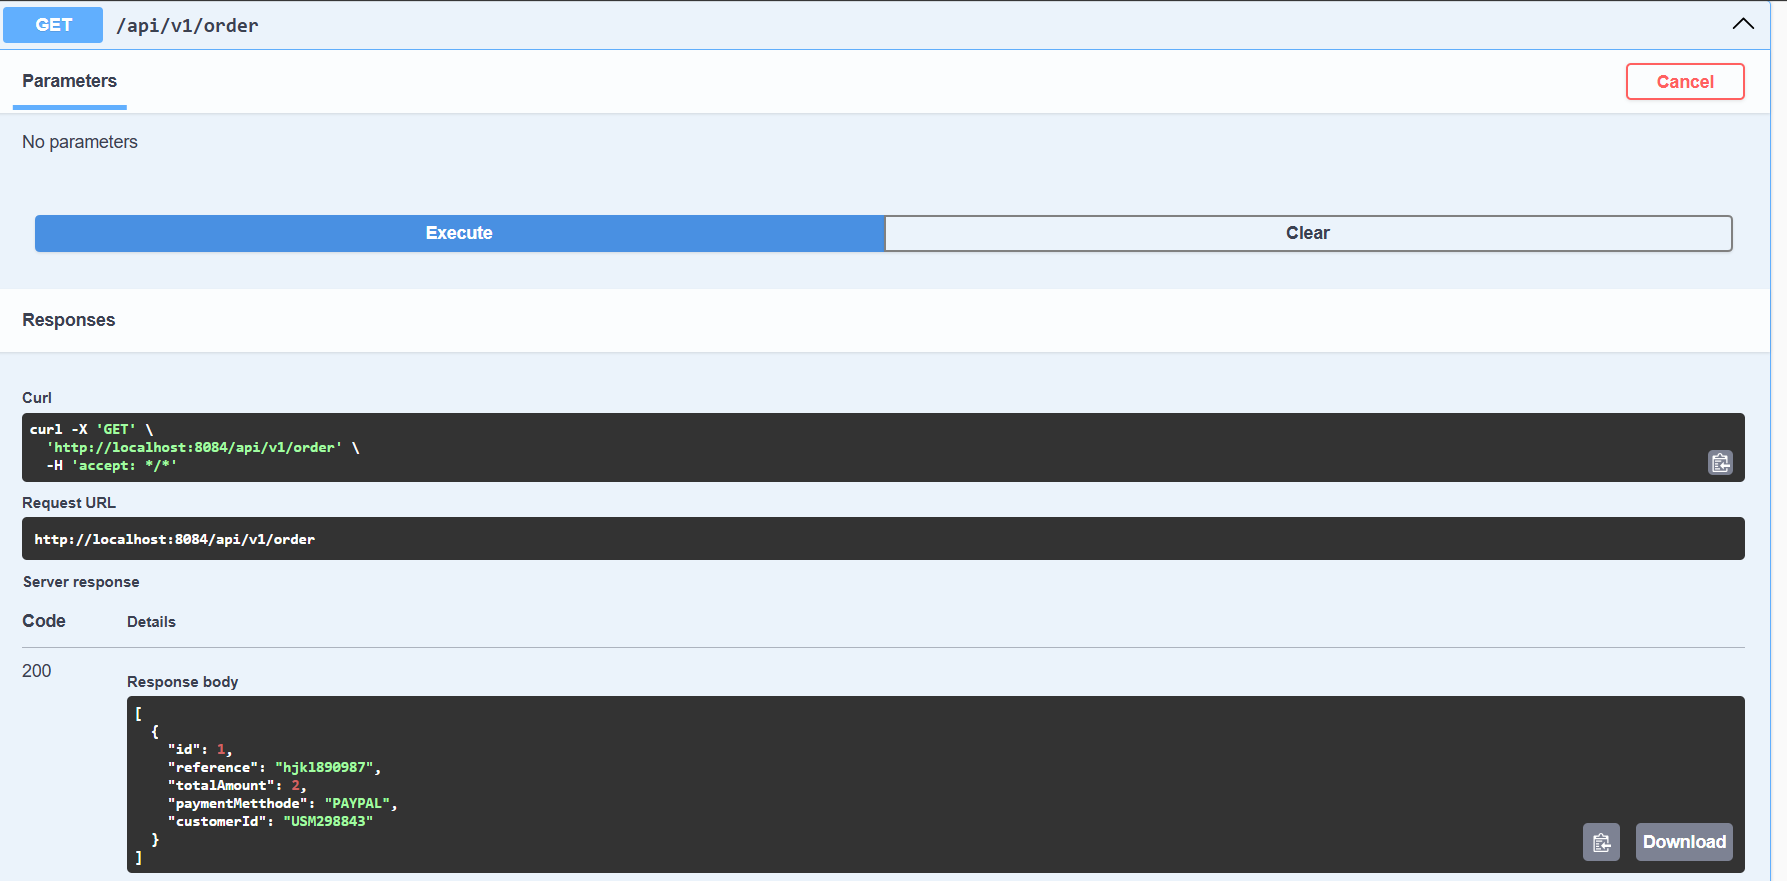 GET /api/v1/order
Parameters
Cancel
No parameters
Execute
Clear
Responses
Curl
curl -X 'GET' \
  'http://localhost:8084/api/v1/order' \
  -H 'accept: */*'
Request URL
http://localhost:8084/api/v1/order
Server response
Code Details
200
Response body
[
  {
    "id": 1,
    "reference": "hjkl890987",
    "totalAmount": 2,
    "paymentMetthode": "PAYPAL",
    "customerId": "USM298843"
  }
]
Download